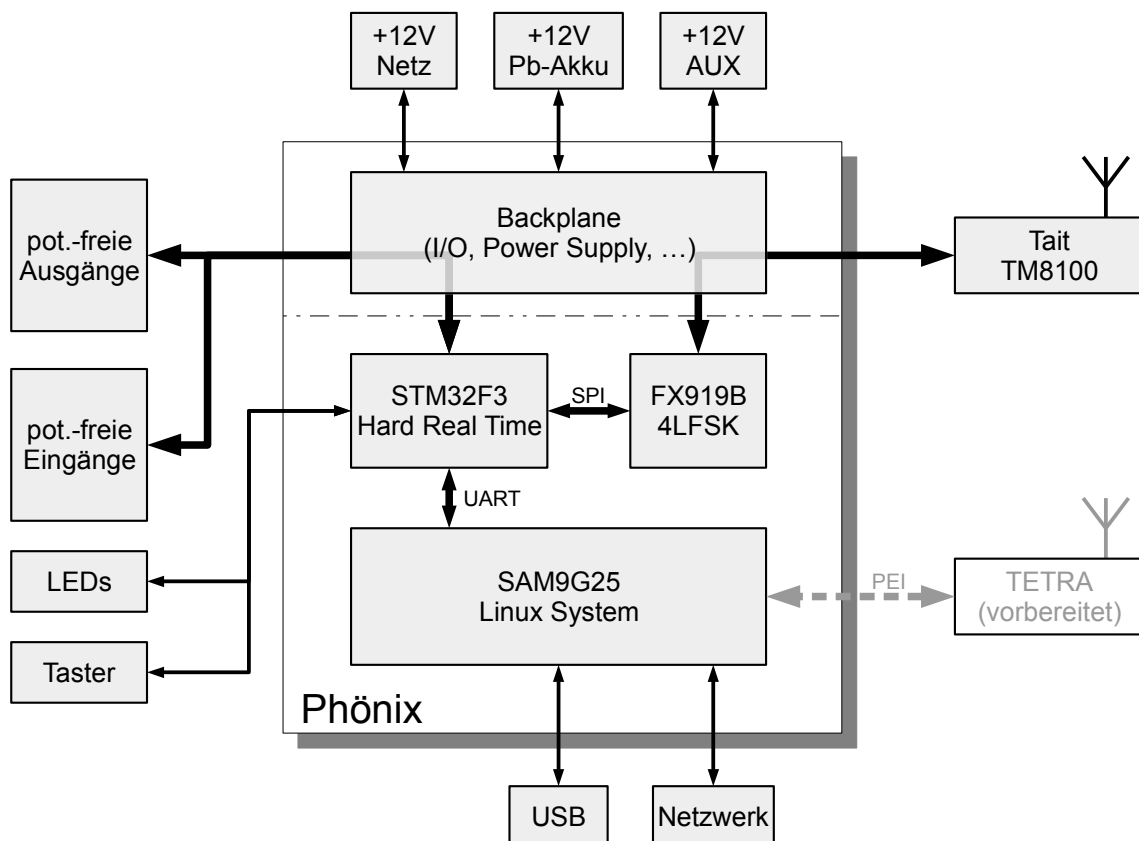 +12V
Netz
+12V
Pb-Akku
+12V
AUX
pot.-freie
Ausgänge
Backplane
(I/O, Power Supply, …)
Tait
TM8100
pot.-freie
Eingänge
STM32F3
Hard Real Time
SPI
FX919B
4LFSK
UART
LEDs
SAM9G25
Linux System
PEI
TETRA
(vorbereitet)
Taster
Phönix
USB
Netzwerk